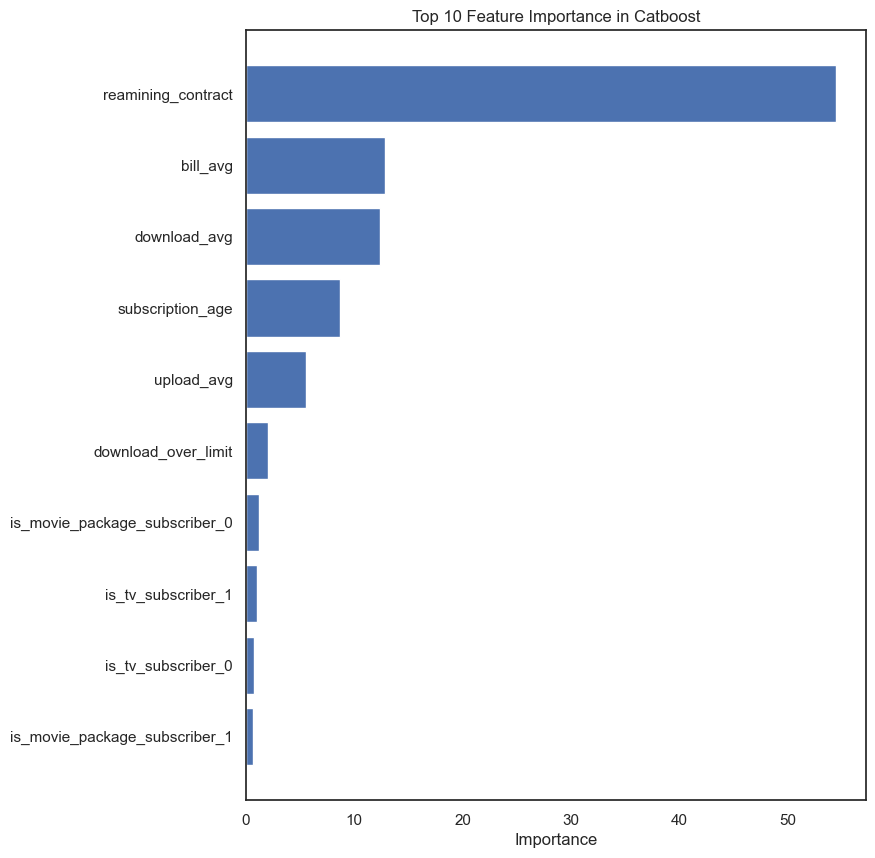 Top 10 Feature Importance in Catboost
reamining_contract
bill_avg
download_avg
subscription_age
upload_avg
download_over_limit
is_movie_package_subscriber_0
is_tv_subscriber_1
is_tv_subscriber_0
is_movie_package_subscriber_1
0 10 20 30 40 50
Importance